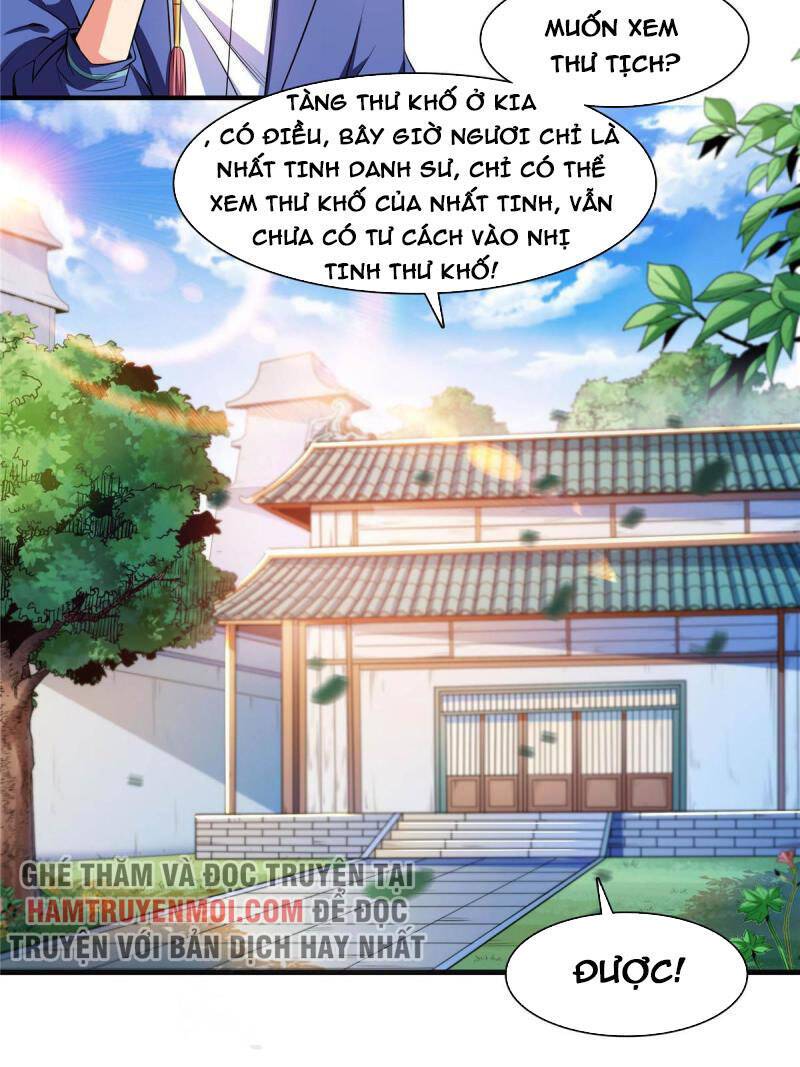 MUỐN XEM
THƯ TỊCH?
TÀNG THƯ KHỐ Ở KIA
, CÓ ĐIỀU, BÂY GIỜ NGƯƠI CHỈ LÀ
NHẤT TINH DANH SƯ, CHỈ CÓ THỂ
XEM THƯ KHỐ CỦA NHẤT TINH, VẪN
CHƯA CÓ TƯ CÁCH VÀO NHỊ
TINH THƯ KHỐ!
GHÉ THĂM VÀ ĐỌC TRUYỆN TẠI
HAMTRUYENMOI.COM ĐỂ ĐỌC
TRUYỆN VỚI BẢN DỊCH HAY NHẤT
ĐƯỢC!